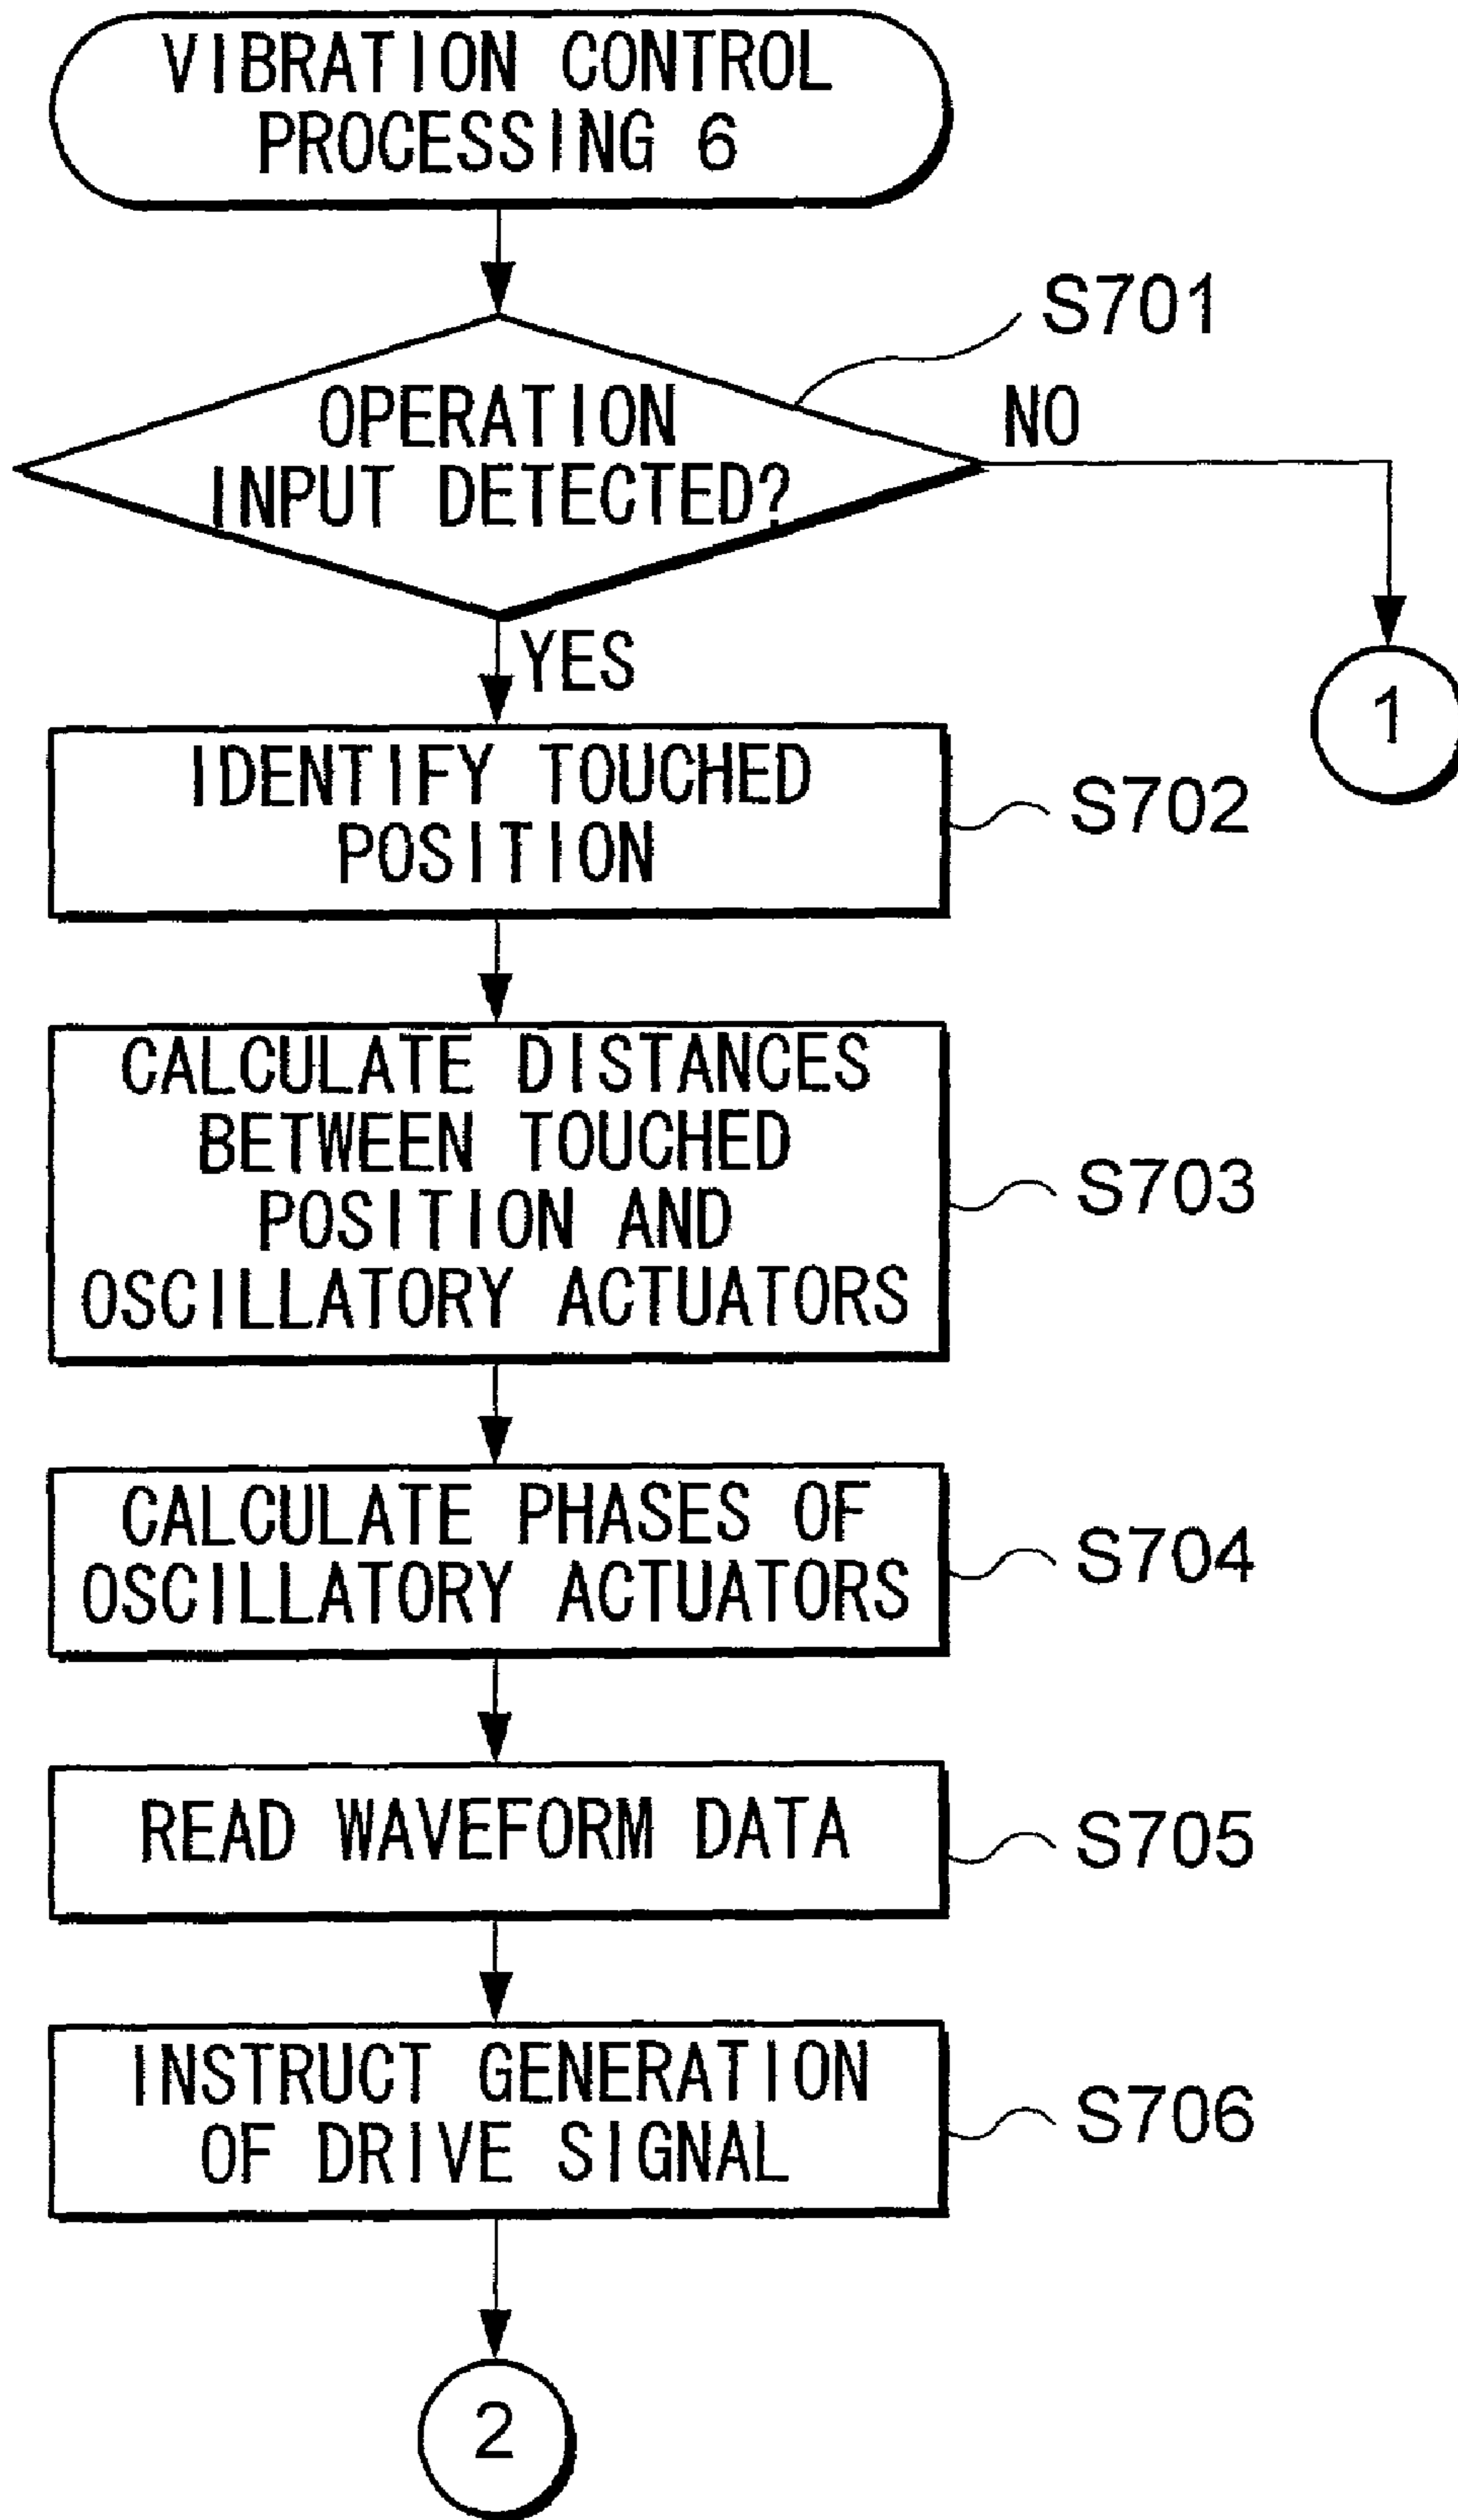 VIBRATION CONTROL
PROCESSING 6
S701
OPERATION
INPUT DETECTED?
NO
YES
1
IDENTIFY TOUCHED
POSITION
S702
CALCULATE DISTANCES
BETWEEN TOUCHED
POSITION AND
OSCILLATORY ACTUATORS
S703
CALCULATE PHASES OF
OSCILLATORY ACTUATORS
S704
READ WAVEFORM DATA
S705
INSTRUCT GENERATION
OF DRIVE SIGNAL
S706
2